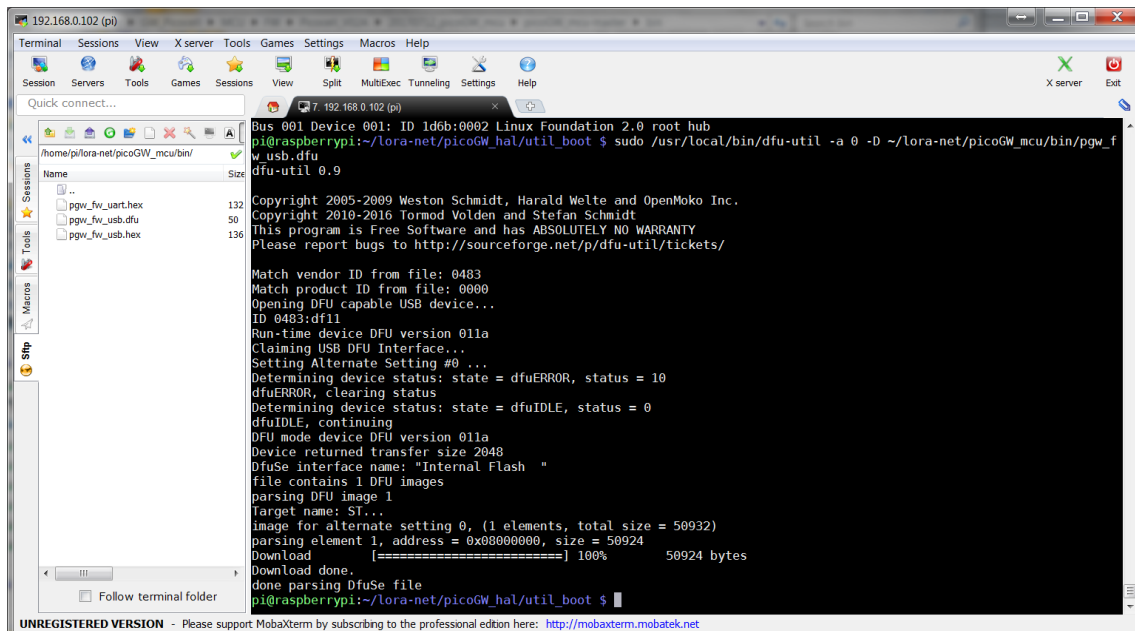 192.168.0.102 (pi)
Terminal Sessions View X server Tools Games Settings Macros Help
Session Servers Tools Games Sessions View Split MultiExec Tunneling Settings Help X server Exit
Quick connect...
7. 192.168.0.102 (pi)
/home/pi/lora-net/picoGW_mcu/bin/
Name Size
..
pgw_fw_uart.hex 132
pgw_fw_usb.dfu 50
pgw_fw_usb.hex 136
Sessions
Tools
Macros
Sftp
Follow terminal folder
Bus 001 Device 001: ID 1d6b:0002 Linux Foundation 2.0 root hub
pi@raspberrypi:~/lora-net/picoGW_hal/util_boot $ sudo /usr/local/bin/dfu-util -a 0 -D ~/lora-net/picoGW_mcu/bin/pgw_f
w_usb.dfu
dfu-util 0.9
Copyright 2005-2009 Weston Schmidt, Harald Welte and OpenMoko Inc.
Copyright 2010-2016 Tormod Volden and Stefan Schmidt
This program is Free Software and has ABSOLUTELY NO WARRANTY
Please report bugs to http://sourceforge.net/p/dfu-util/tickets/
Match vendor ID from file: 0483
Match product ID from file: 0000
Opening DFU capable USB device...
ID 0483:df11
Run-time device DFU version 011a
Claiming USB DFU Interface...
Setting Alternate Setting #0 ...
Determining device status: state = dfuERROR, status = 10
dfuERROR, clearing status
Determining device status: state = dfuIDLE, status = 0
dfuIDLE, continuing
DFU mode device DFU version 011a
Device returned transfer size 2048
DfuSe interface name: "Internal Flash  "
file contains 1 DFU images
parsing DFU image 1
Target name: ST...
image for alternate setting 0, (1 elements, total size = 50932)
parsing element 1, address = 0x08000000, size = 50924
Download [=========================] 100% 50924 bytes
Download done.
done parsing DfuSe file
pi@raspberrypi:~/lora-net/picoGW_hal/util_boot $
UNREGISTERED VERSION - Please support MobaXterm by subscribing to the professional edition here: http://mobaxterm.mobatek.net